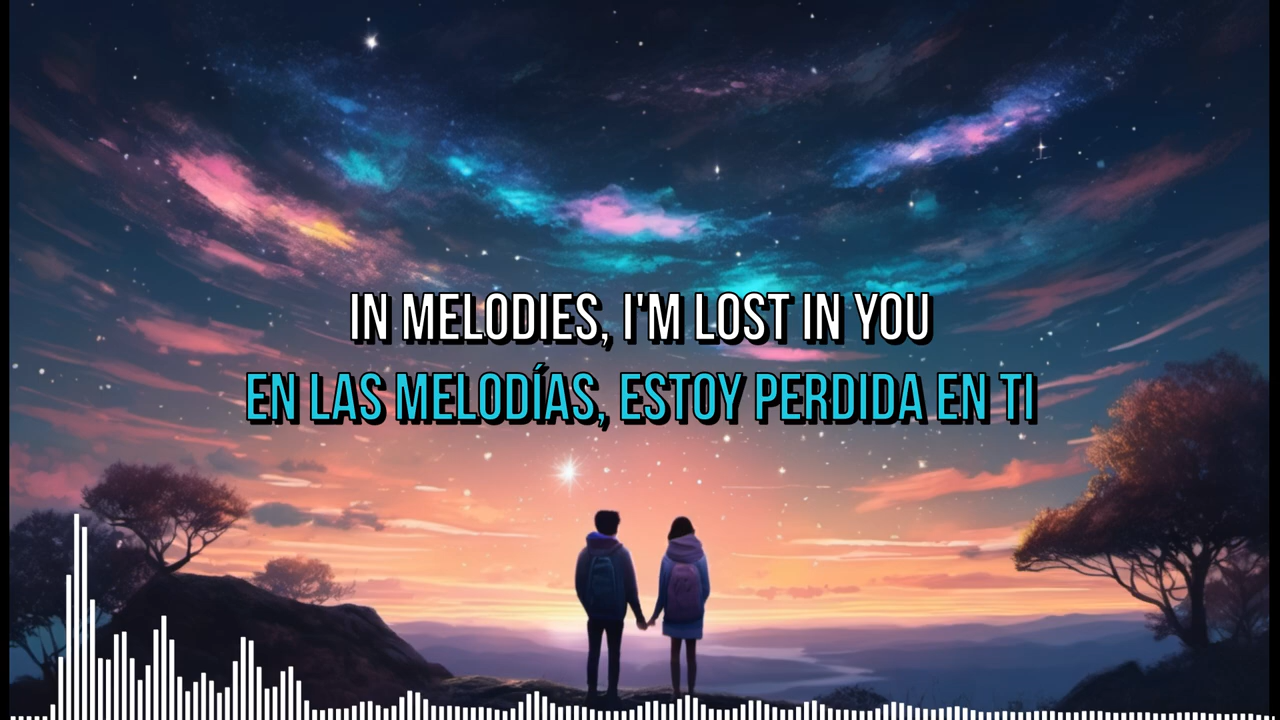 IN MELODIES, I'M LOST IN YOU
EN LAS MELODÍAS, ESTOY PERDIDA EN TI